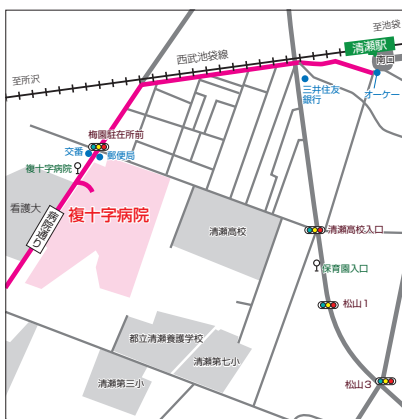 至池袋
清瀬駅
南口
西武池袋線
至所沢
三井住友
銀行
オーケー
梅園駐在所前
交番
郵便局
複十字病院
看護大
複十字病院
病院通り
清瀬高校
清瀬高校入口
保育園入口
松山1
都立清瀬養護学校
清瀬第七小
清瀬第三小
松山3